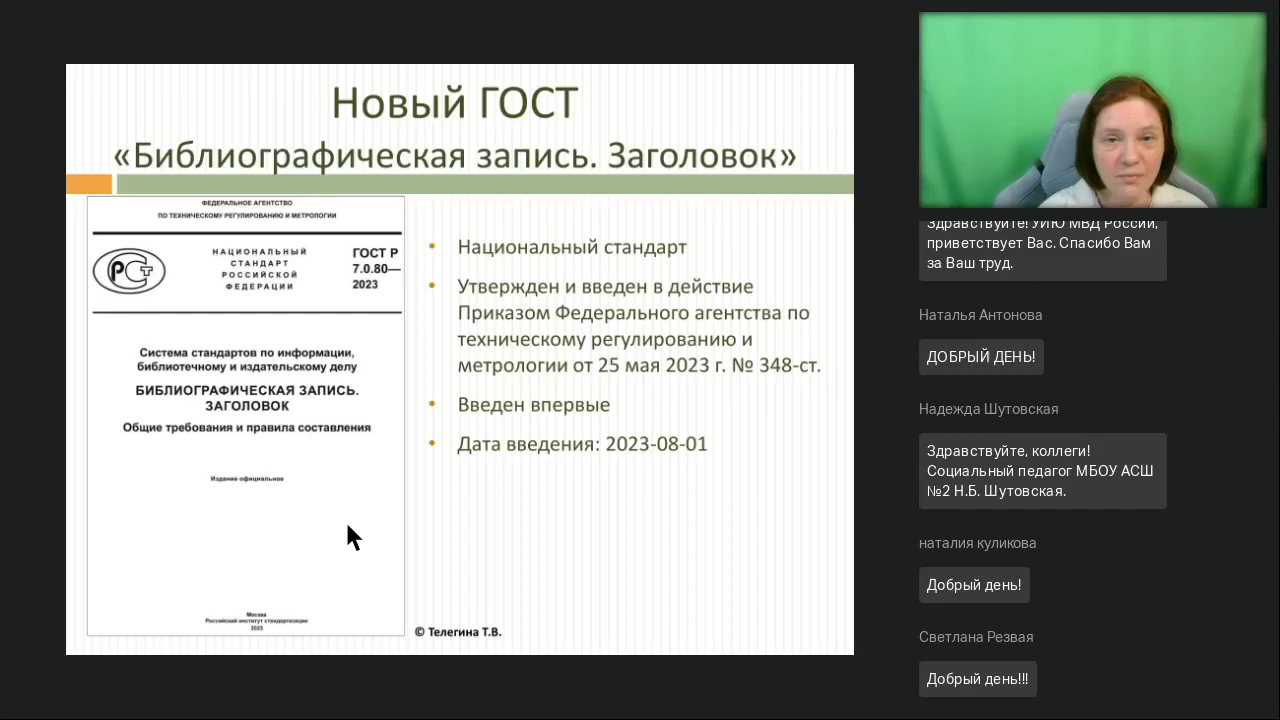 Новый ГОСТ
«Библиографическая запись. Заголовок»
ФЕДЕРАЛЬНОЕ АГЕНТСТВО
ПО ТЕХНИЧЕСКОМУ РЕГУЛИРОВАНИЮ И МЕТРОЛОГИИ
НАЦИОНАЛЬНЫЙ
СТАНДАРТ
РОССИЙСКОЙ
ФЕДЕРАЦИИ
ГОСТ Р
7.0.80—
2023
Система стандартов по информации,
библиотечному и издательскому делу
БИБЛИОГРАФИЧЕСКАЯ ЗАПИСЬ.
ЗАГОЛОВОК
Общие требования и правила составления
Издание официальное
Москва
Российский институт стандартизации
2023
• Национальный стандарт
• Утвержден и введен в действие
Приказом Федерального агентства по
техническому регулированию и
метрологии от 25 мая 2023 г. № 348-ст.
• Введен впервые
• Дата введения: 2023-08-01
© Телегина Т.В.
Здравствуйте! УИЮ МВД России,
приветствует Вас. Спасибо Вам
за Ваш труд.
Наталья Антонова
ДОБРЫЙ ДЕНЬ!
Надежда Шутовская
Здравствуйте, коллеги!
Социальный педагог МБОУ АСШ
№2 Н.Б. Шутовская.
наталия куликова
Добрый день!
Светлана Резвая
Добрый день!!!